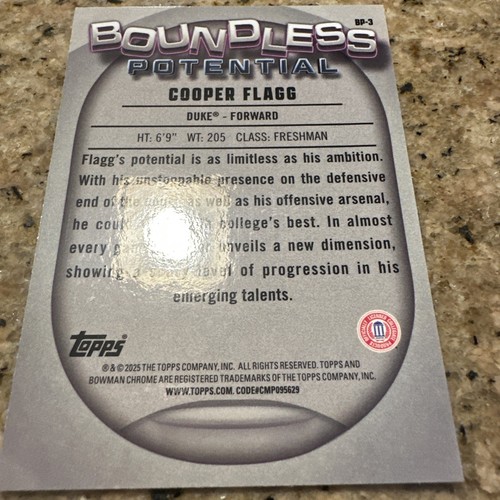 BP-3
BOUNDLESS
POTENTIAL
COOPER FLAGG
DUKE® - FORWARD
HT: 6'9" WT: 205 CLASS: FRESHMAN
Flagg's potential is as limitless as his ambition.
With his unstoppable presence on the defensive
end of the court as well as his offensive arsenal,
he could college's best. In almost
every unveils a new dimension,
showing level of progression in his
emerging talents.
Topps
® & © 2025 THE TOPPS COMPANY, INC. ALL RIGHTS RESERVED. TOPPS AND
BOWMAN CHROME ARE REGISTERED TRADEMARKS OF THE TOPPS COMPANY, INC.
WWW.TOPPS.COM. CODE#CMP095629